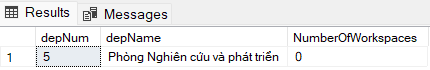 Results Messages
depNum depName NumberOfWorkspaces
1 5 Phòng Nghiên cứu và phát triển 0